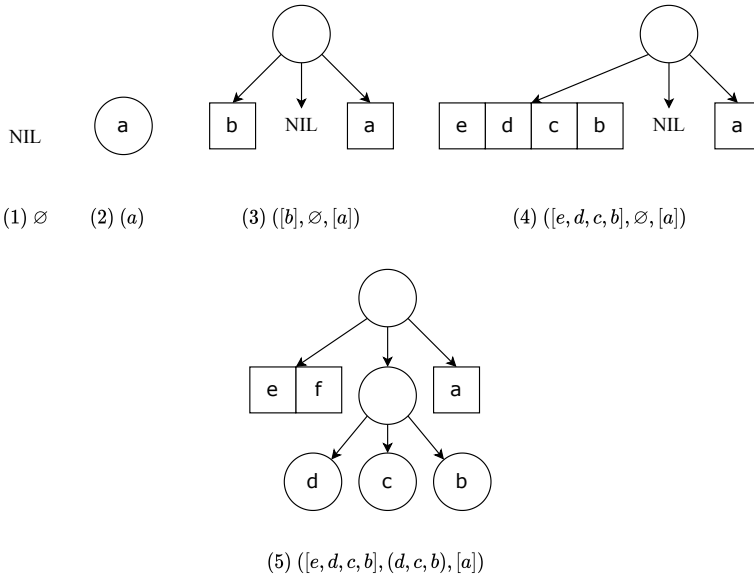 NIL
a
b
NIL
a
e d c b
NIL
a
(1) ∅
(2) (a)
(3) ([b], ∅, [a])
(4) ([e, d, c, b], ∅, [a])
e f
a
d
c
b
(5) ([e, d, c, b], (d, c, b), [a])